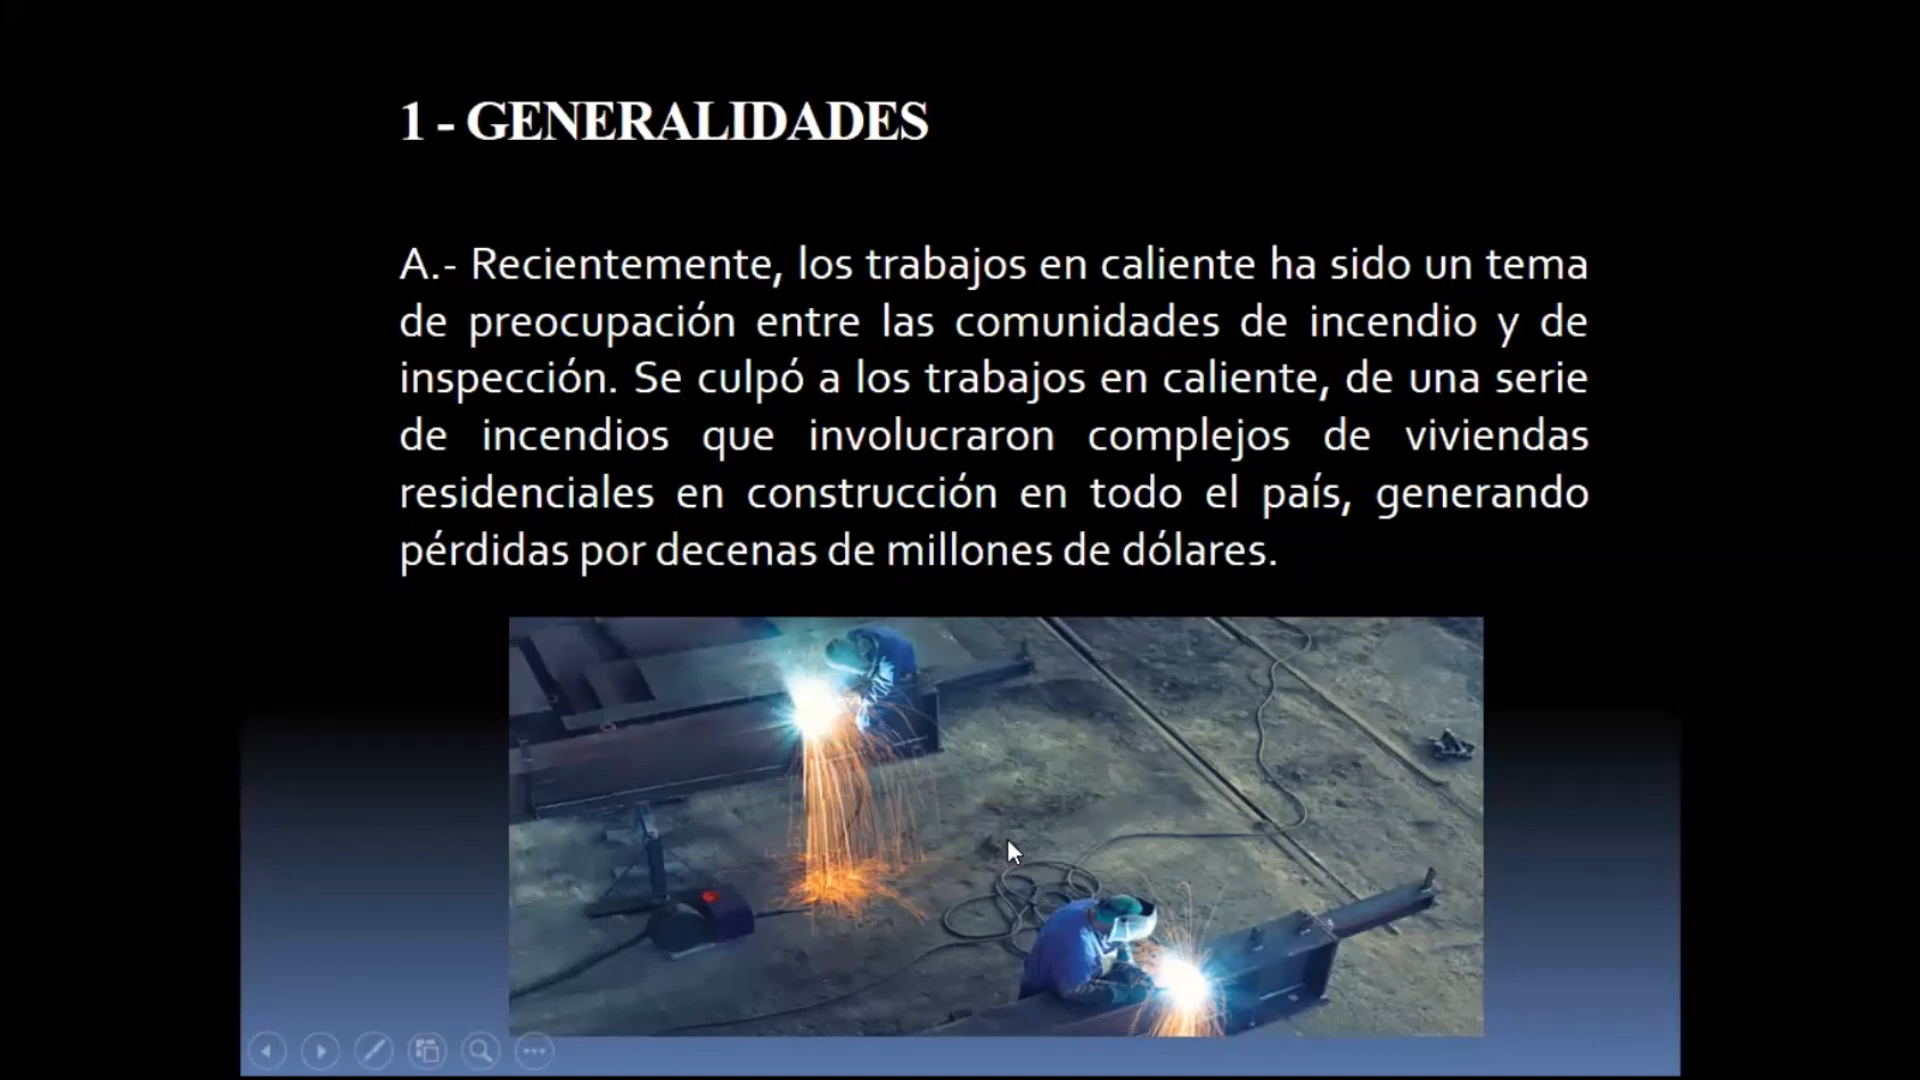 1 - GENERALIDADES
A.- Recientemente, los trabajos en caliente ha sido un tema
de preocupación entre las comunidades de incendio y de
inspección. Se culpó a los trabajos en caliente, de una serie
de incendios que involucraron complejos de viviendas
residenciales en construcción en todo el país, generando
pérdidas por decenas de millones de dólares.